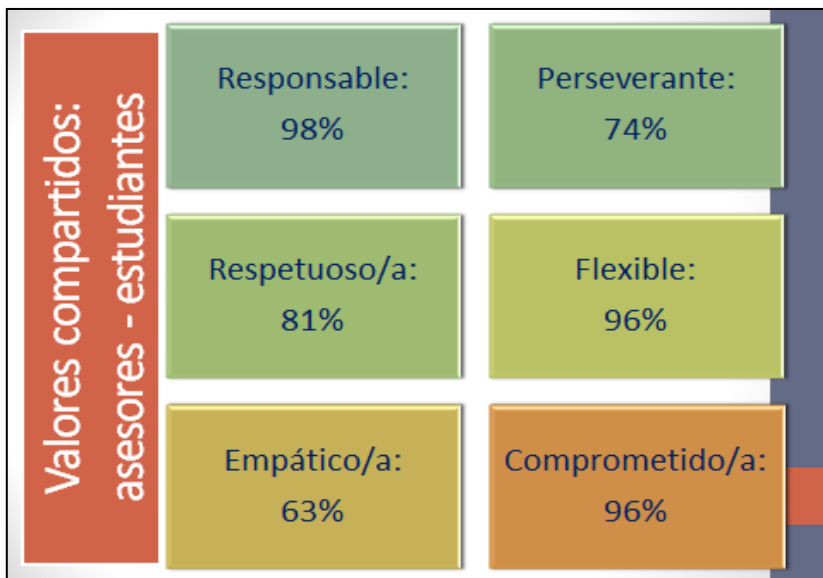 Valores compartidos:
asesores - estudiantes
Responsable:
98%
Perseverante:
74%
Respetuoso/a:
81%
Flexible:
96%
Empático/a:
63%
Comprometido/a:
96%